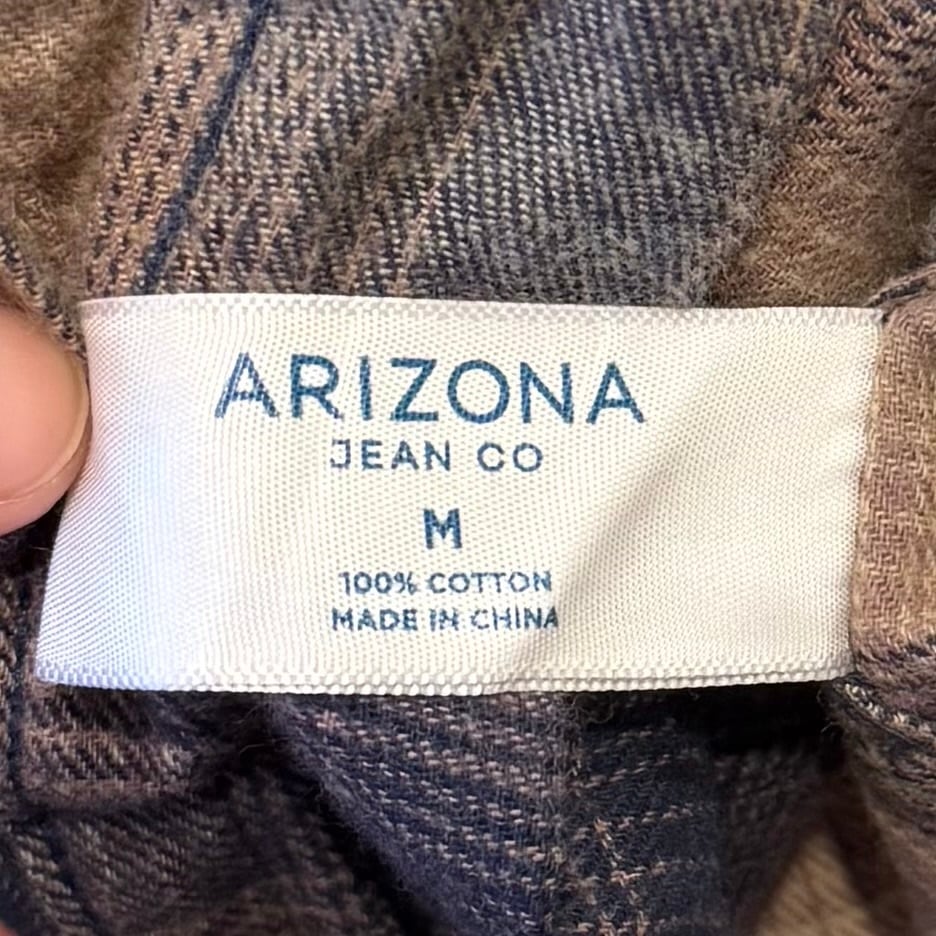 ARIZONA
JEAN CO
M
100% COTTON
MADE IN CHINA